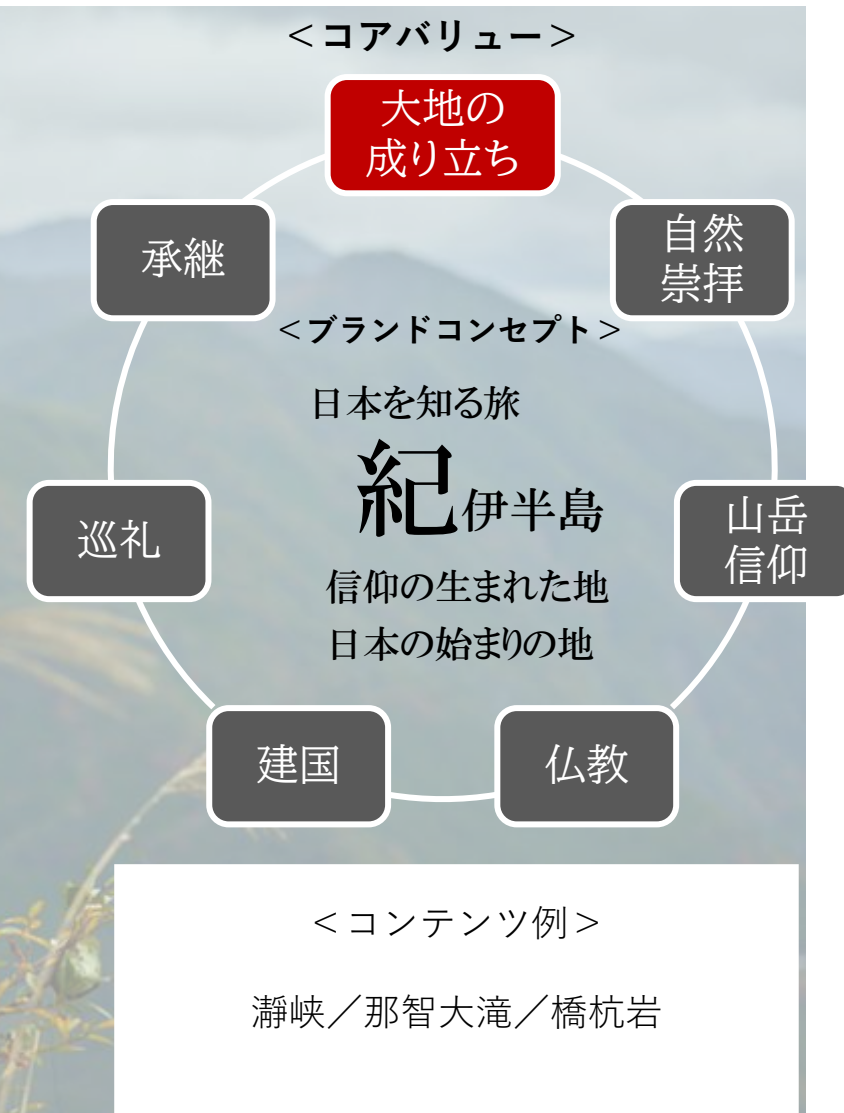 ＜コアバリュー＞
大地の
成り立ち
自然
崇拝
山岳
信仰
仏教
建国
巡礼
承継
＜ブランドコンセプト＞
日本を知る旅
紀伊半島
信仰の生まれた地
日本の始まりの地
＜コンテンツ例＞
瀞峡／那智大滝／橋杭岩